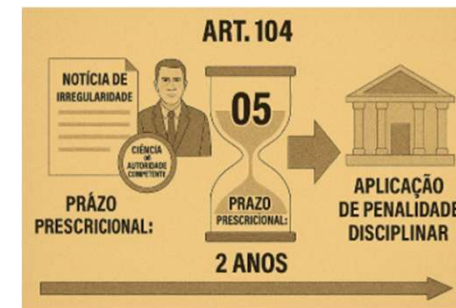 ART. 104
NOTÍCIA DE
IRREGULARIDADE
CIÊNCIA
DO
AUTORIDADE
COMPETENTE
PRÁZO
PRESCRICIONAL:
05
PRAZO
PRESCRICIONAL:
2 ANOS
APLICAÇÃO
DE PENALIDADE
DISCIPLINAR